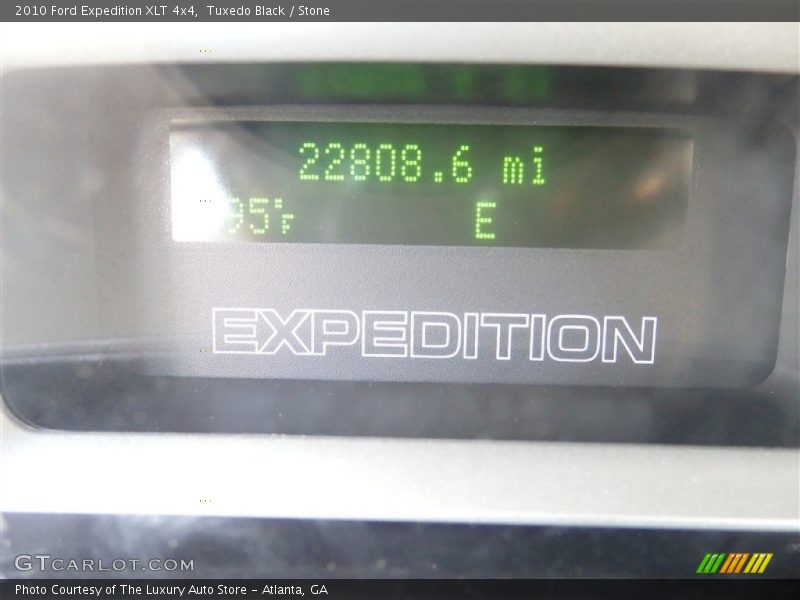 2010 Ford Expedition XLT 4x4,  Tuxedo Black / Stone
22808.6 mi
95°F E
EXPEDITION
GTCARLOT.COM
Photo Courtesy of The Luxury Auto Store - Atlanta, GA